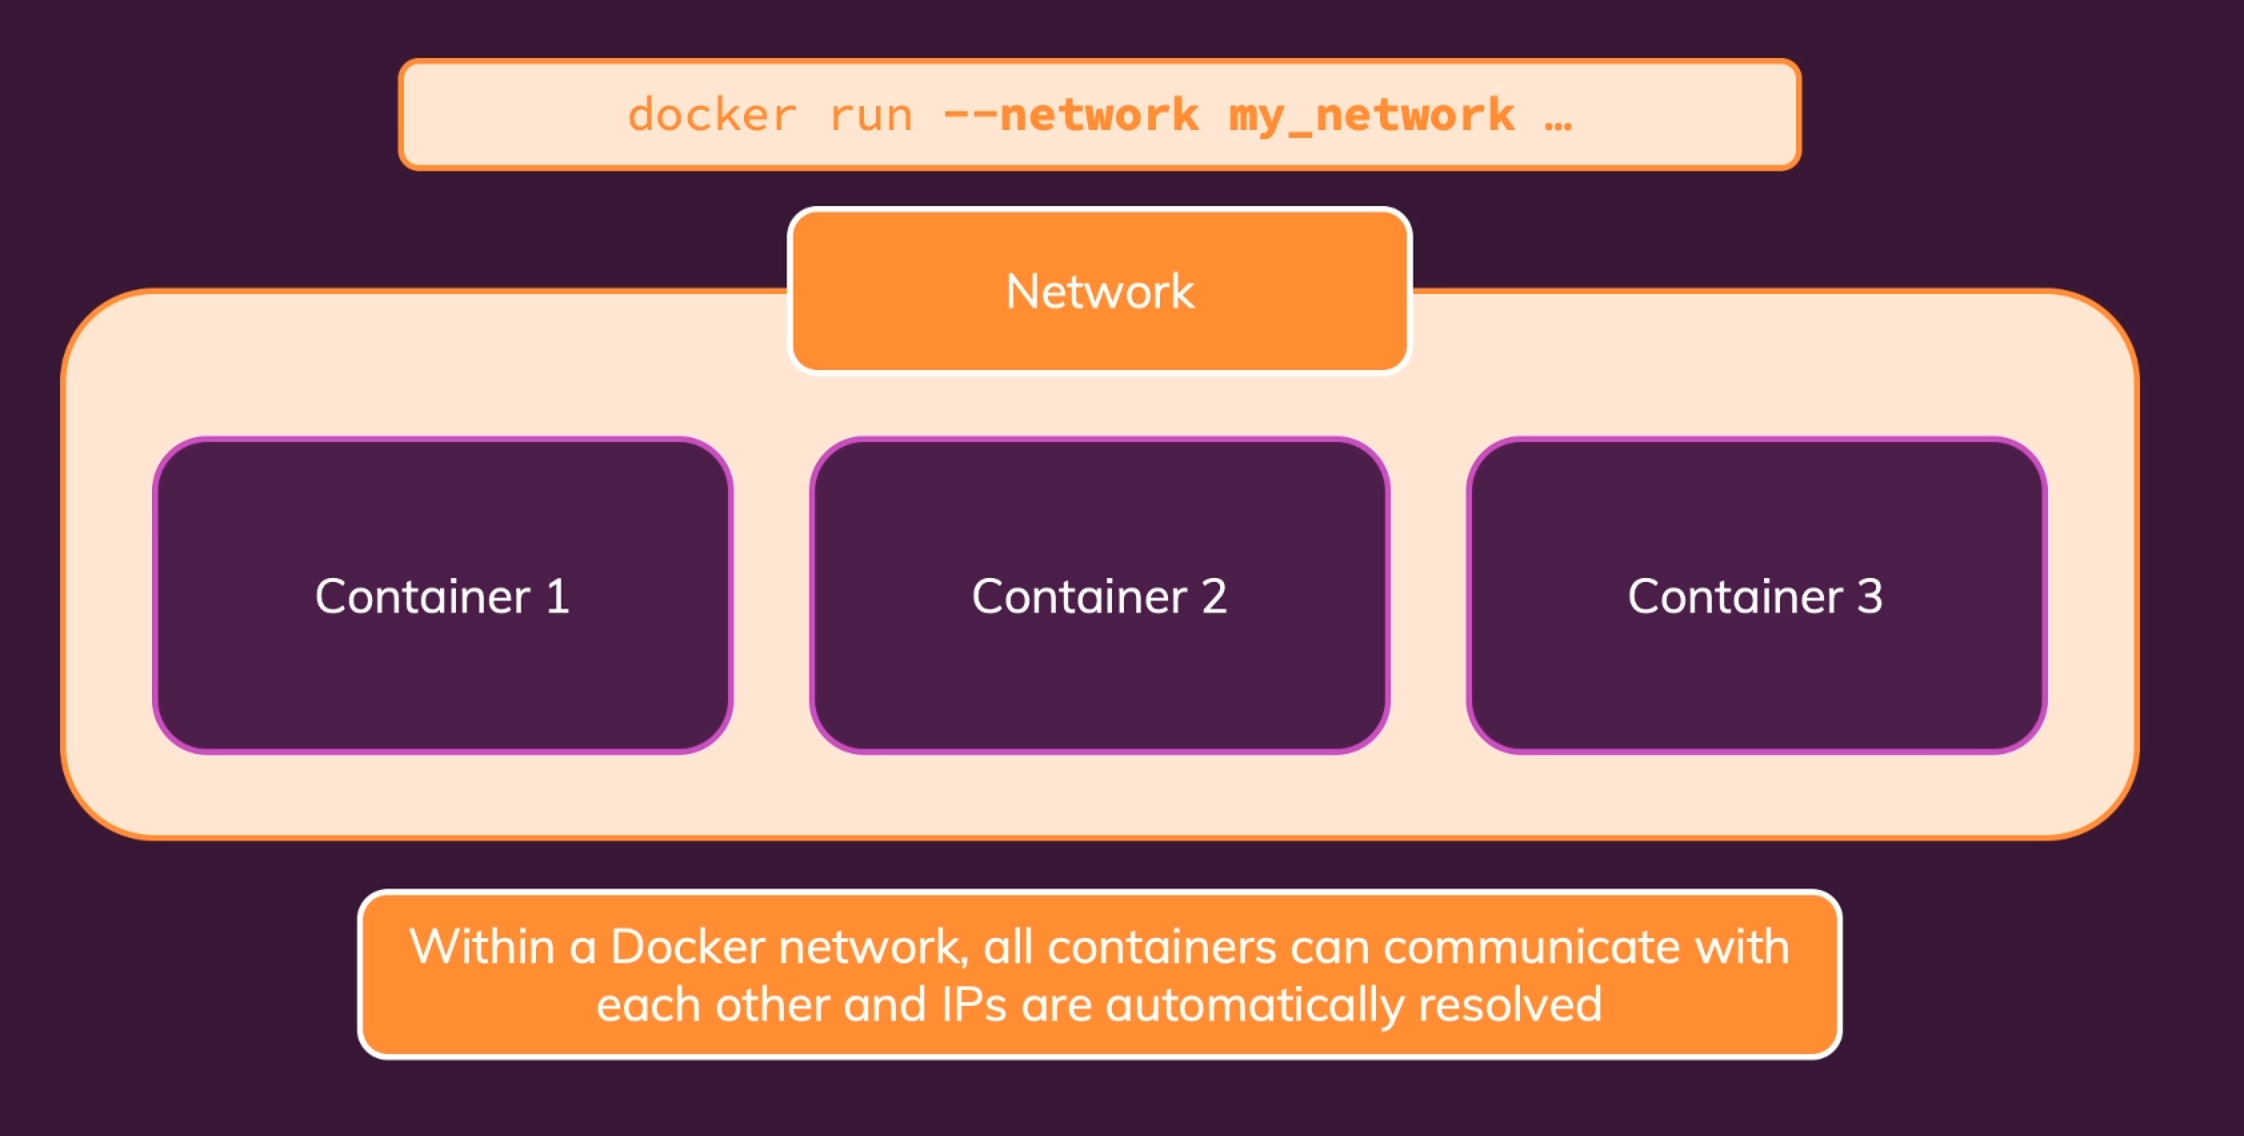 docker run --network my_network …
Network
Container 1
Container 2
Container 3
Within a Docker network, all containers can communicate with
each other and IPs are automatically resolved